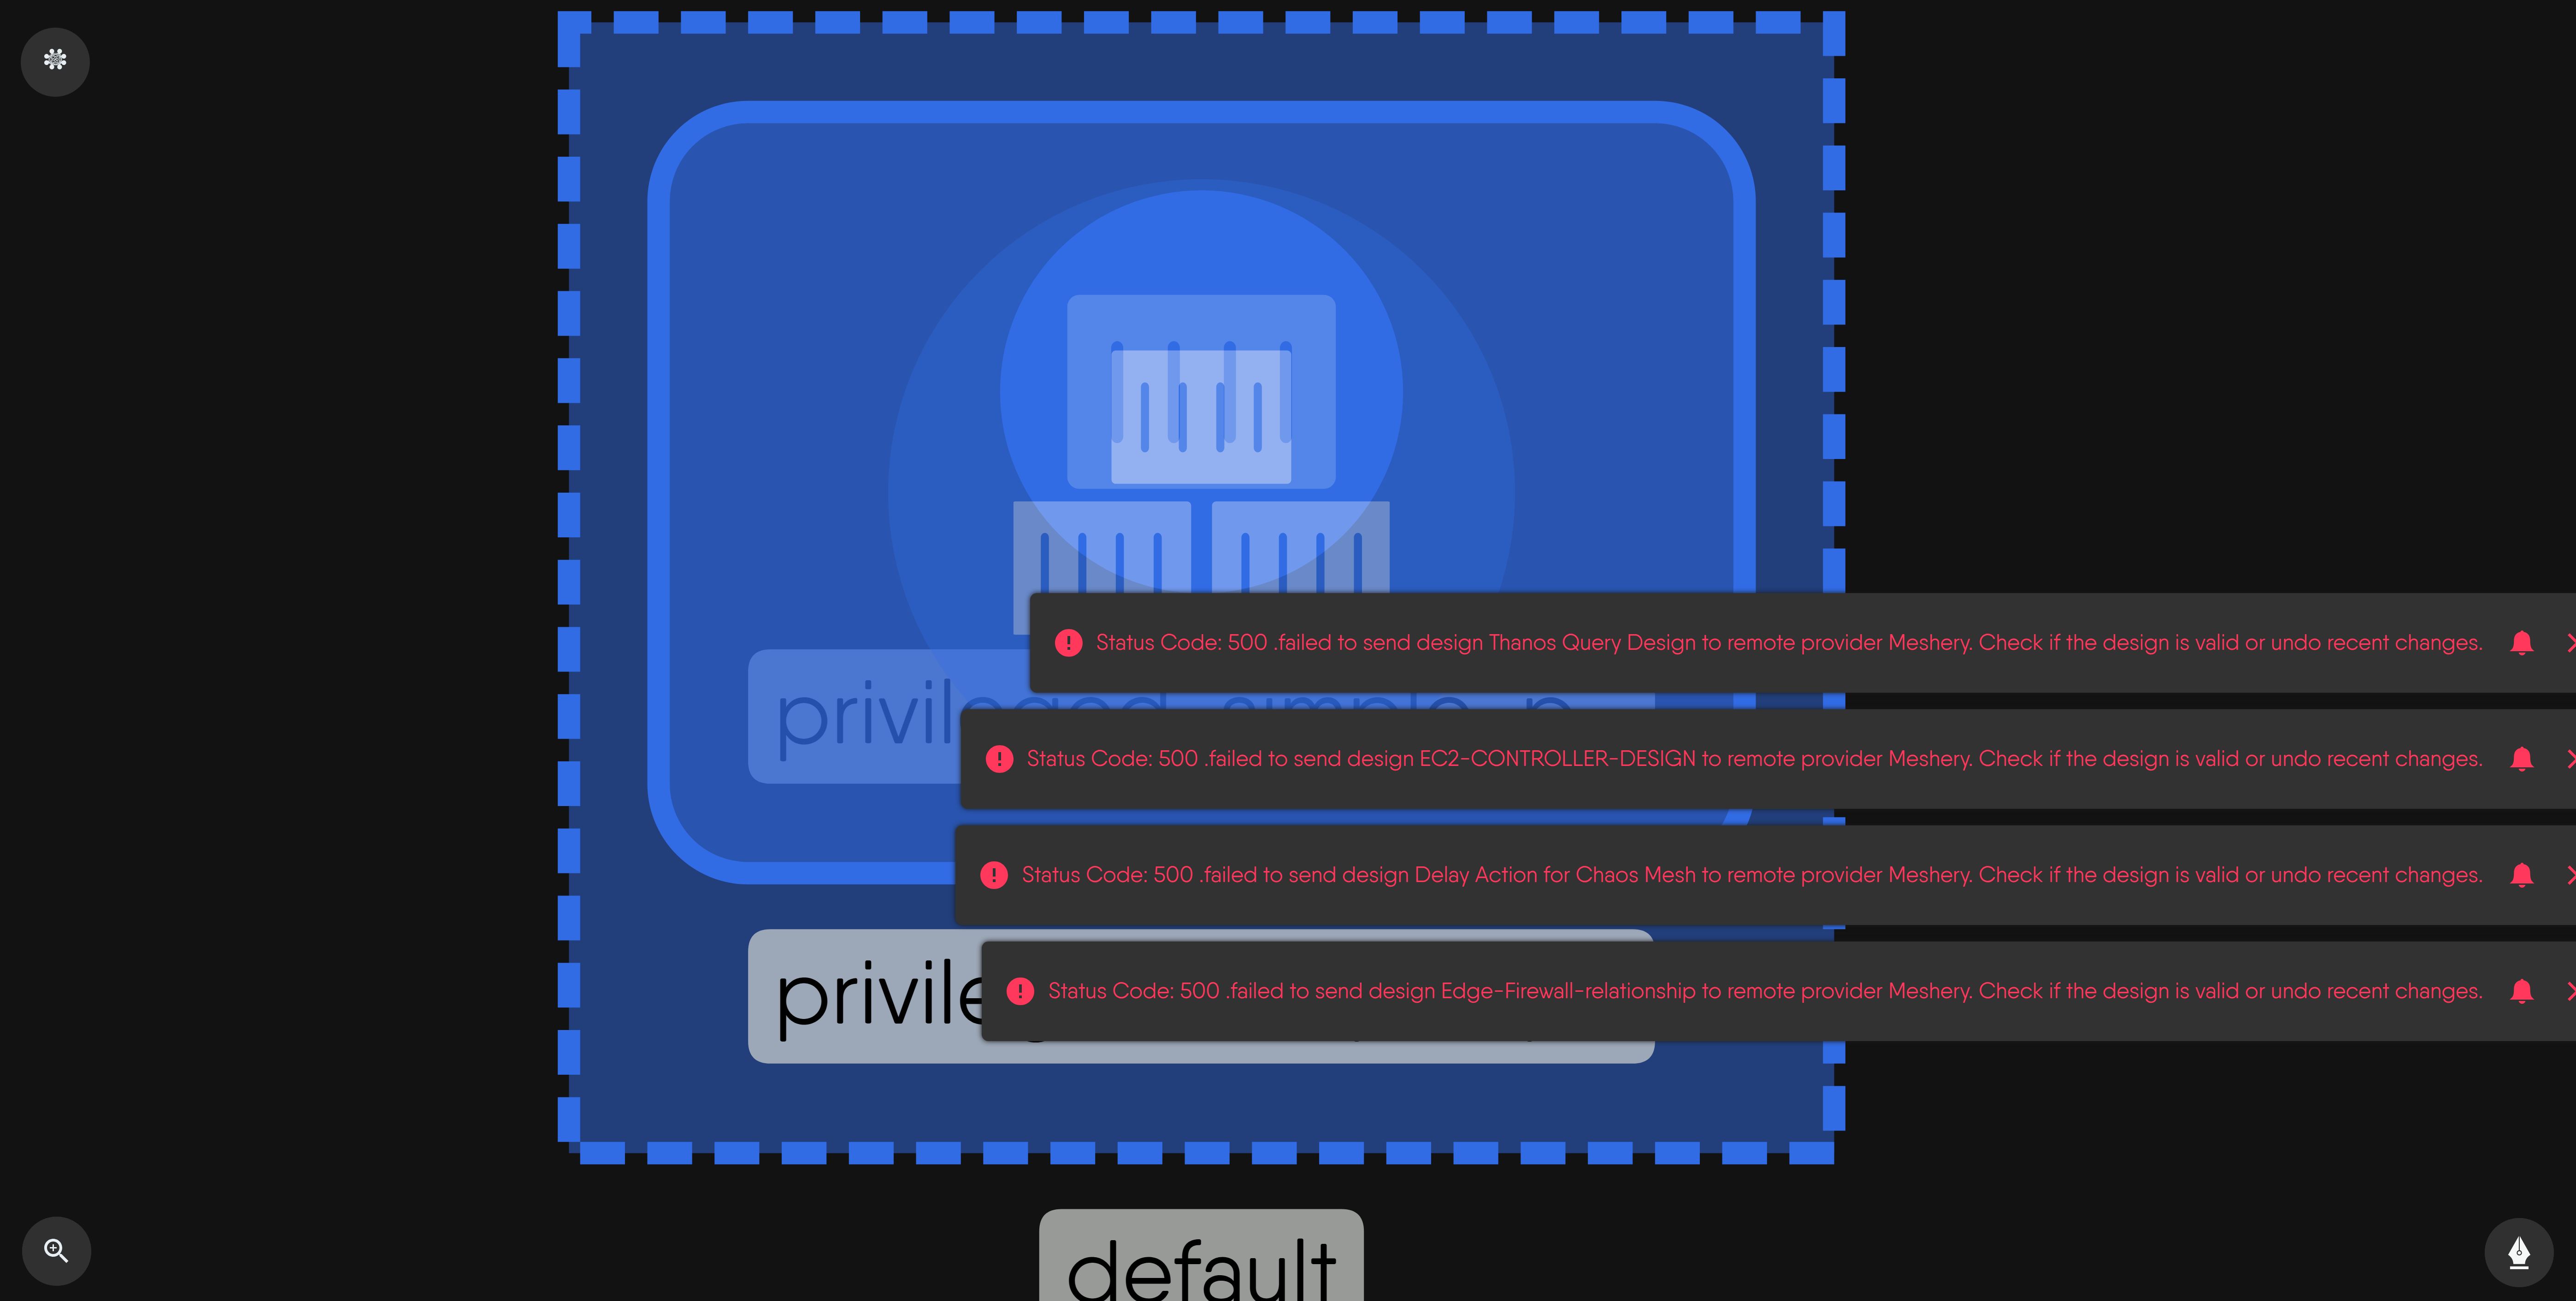 Status Code: 500 .failed to send design Thanos Query Design to remote provider Meshery. Check if the design is valid or undo recent changes.
Status Code: 500 .failed to send design EC2-CONTROLLER-DESIGN to remote provider Meshery. Check if the design is valid or undo recent changes.
Status Code: 500 .failed to send design Delay Action for Chaos Mesh to remote provider Meshery. Check if the design is valid or undo recent changes.
Status Code: 500 .failed to send design Edge-Firewall-relationship to remote provider Meshery. Check if the design is valid or undo recent changes.
default